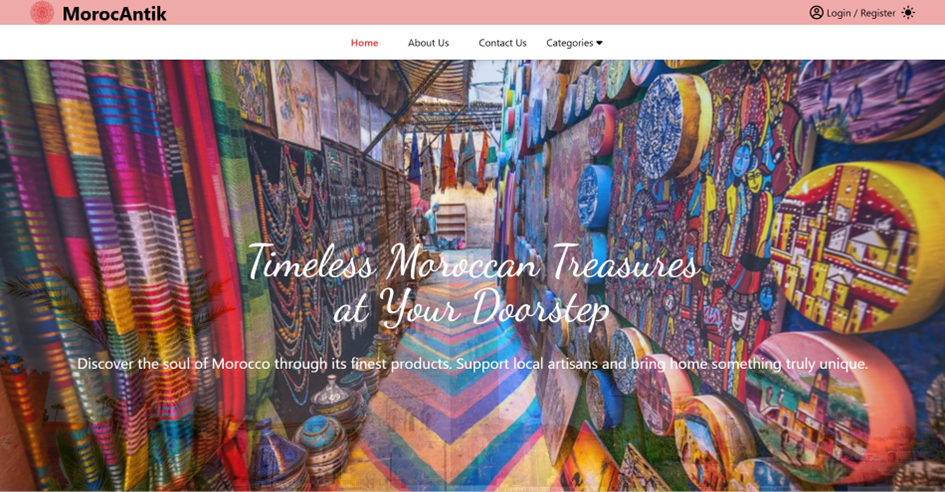 MorocAntik
Login / Register
Home About Us Contact Us Categories
Timeless Moroccan Treasures
at Your Doorstep
Discover the soul of Morocco through its finest products. Support local artisans and bring home something truly unique.